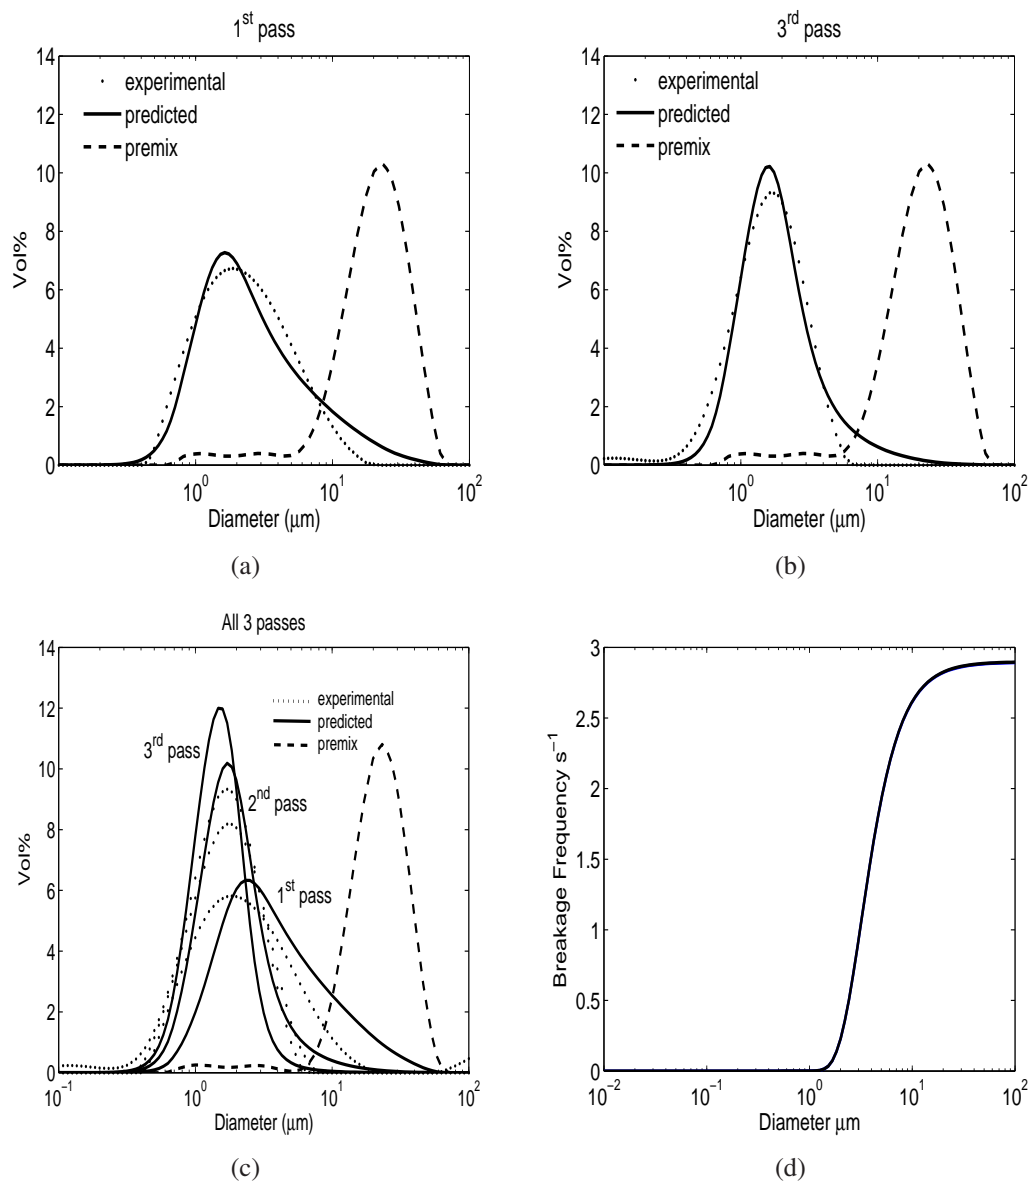 1st pass
14
12
10
8
6
4
2
0
Vol%
experimental
predicted
premix
10^0
10^1
10^2
Diameter (μm)
(a)
3rd pass
14
12
10
8
6
4
2
0
Vol%
experimental
predicted
premix
10^0
10^1
10^2
Diameter (μm)
(b)
All 3 passes
14
12
10
8
6
4
2
0
Vol%
experimental
predicted
premix
3rd pass
2nd pass
1st pass
10^−1
10^0
10^1
10^2
Diameter (μm)
(c)
3
2.5
2
1.5
1
0.5
0
Breakage Frequency s^−1
10^−2
10^−1
10^0
10^1
10^2
Diameter μm
(d)